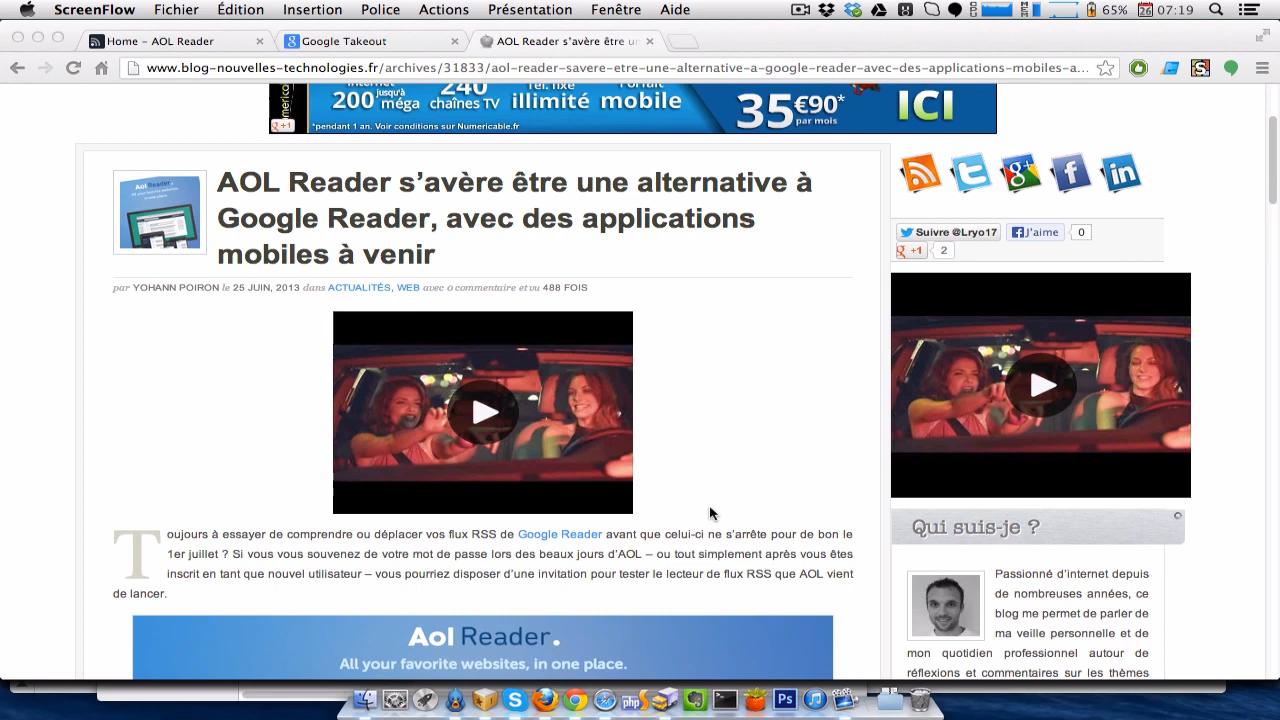 ScreenFlow Fichier Édition Insertion Police Actions Présentation Fenêtre Aide 65% 26 07:19
Home – AOL Reader
Google Takeout
AOL Reader s'avère être un
www.blog-nouvelles-technologies.fr/archives/31833/aol-reader-savere-etre-une-alternative-a-google-reader-avec-des-applications-mobiles-a...
200 jusqu'à méga 240 chaînes TV Tél. fixe illimité mobile 35 €90* par mois ICI
*pendant 1 an. Voir conditions sur Numericable.fr
+1
AOL Reader s'avère être une alternative à
Google Reader, avec des applications
mobiles à venir
par YOHANN POIRON le 25 JUIN, 2013 dans ACTUALITÉS, WEB avec 0 commentaire et vu 488 FOIS
Toujours à essayer de comprendre ou déplacer vos flux RSS de Google Reader avant que celui-ci ne s'arrête pour de bon le
1er juillet ? Si vous vous souvenez de votre mot de passe lors des beaux jours d'AOL – ou tout simplement après vous êtes
inscrit en tant que nouvel utilisateur – vous pourriez disposer d'une invitation pour tester le lecteur de flux RSS que AOL vient
de lancer.
Aol Reader.
All your favorite websites, in one place.
Suivre @Lryo17 J'aime 0
+1 2
Qui suis-je ?
Passionné d'internet depuis
de nombreuses années, ce
blog me permet de parler de
ma veille personnelle et de
mon quotidien professionnel autour de
réflexions et commentaires sur les thèmes